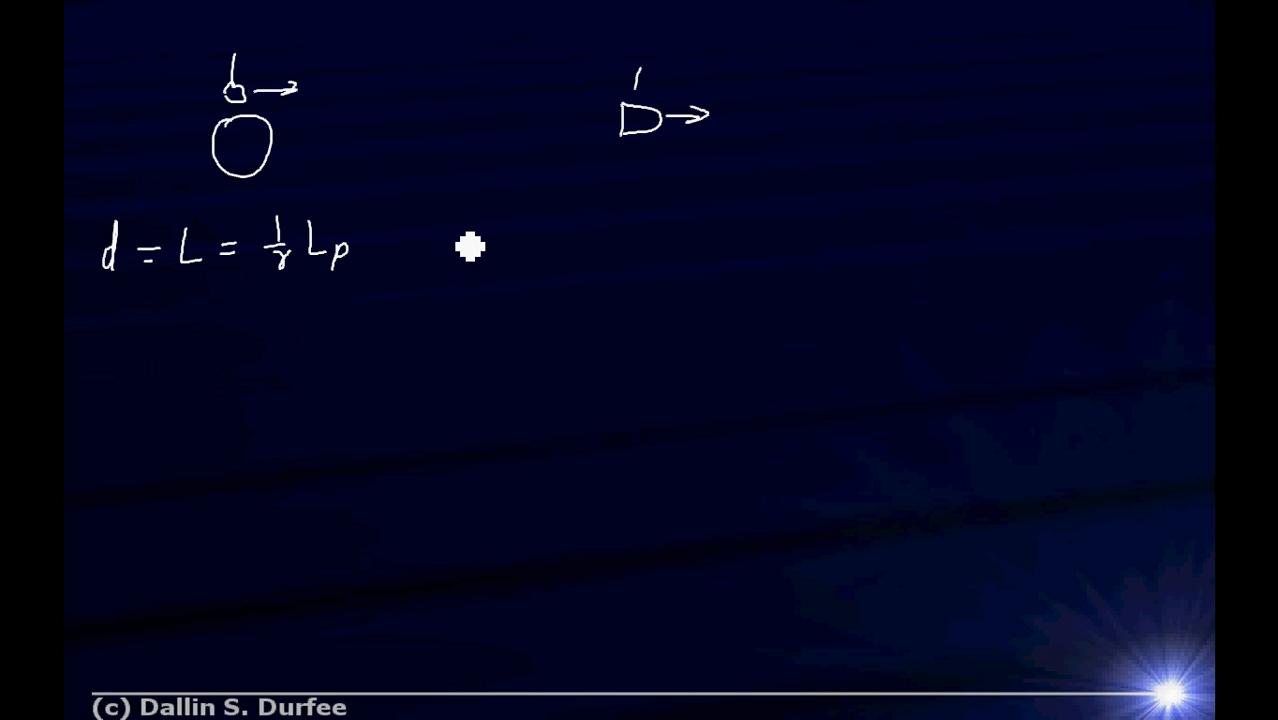 d = L = 1/γ Lp
(c) Dallin S. Durfee